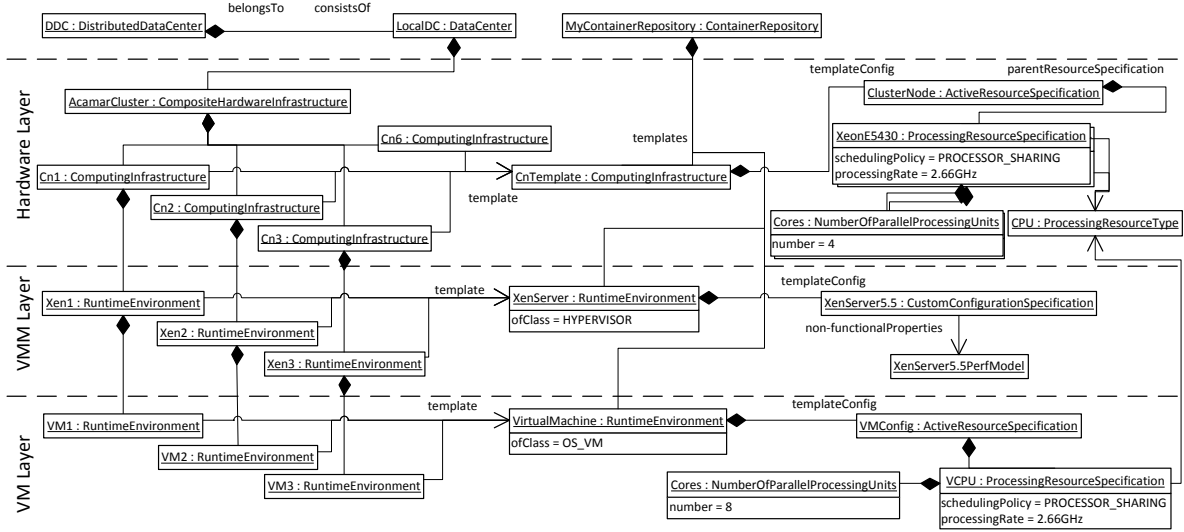 belongsTo
consistsOf
DDC : DistributedDataCenter
LocalDC : DataCenter
MyContainerRepository : ContainerRepository
Hardware Layer
templateConfig
parentResourceSpecification
AcamarCluster : CompositeHardwareInfrastructure
ClusterNode : ActiveResourceSpecification
Cn6 : ComputingInfrastructure
templates
XeonE5430 : ProcessingResourceSpecification
schedulingPolicy = PROCESSOR_SHARING
processingRate = 2.66GHz
Cn1 : ComputingInfrastructure
CnTemplate : ComputingInfrastructure
template
Cn2 : ComputingInfrastructure
Cores : NumberOfParallelProcessingUnits
number = 4
CPU : ProcessingResourceType
Cn3 : ComputingInfrastructure
VMM Layer
template
templateConfig
Xen1 : RuntimeEnvironment
XenServer : RuntimeEnvironment
ofClass = HYPERVISOR
XenServer5.5 : CustomConfigurationSpecification
Xen2 : RuntimeEnvironment
non-functionalProperties
Xen3 : RuntimeEnvironment
XenServer5.5PerfModel
VM Layer
template
templateConfig
VM1 : RuntimeEnvironment
VirtualMachine : RuntimeEnvironment
ofClass = OS_VM
VMConfig : ActiveResourceSpecification
VM2 : RuntimeEnvironment
VM3 : RuntimeEnvironment
Cores : NumberOfParallelProcessingUnits
number = 8
VCPU : ProcessingResourceSpecification
schedulingPolicy = PROCESSOR_SHARING
processingRate = 2.66GHz